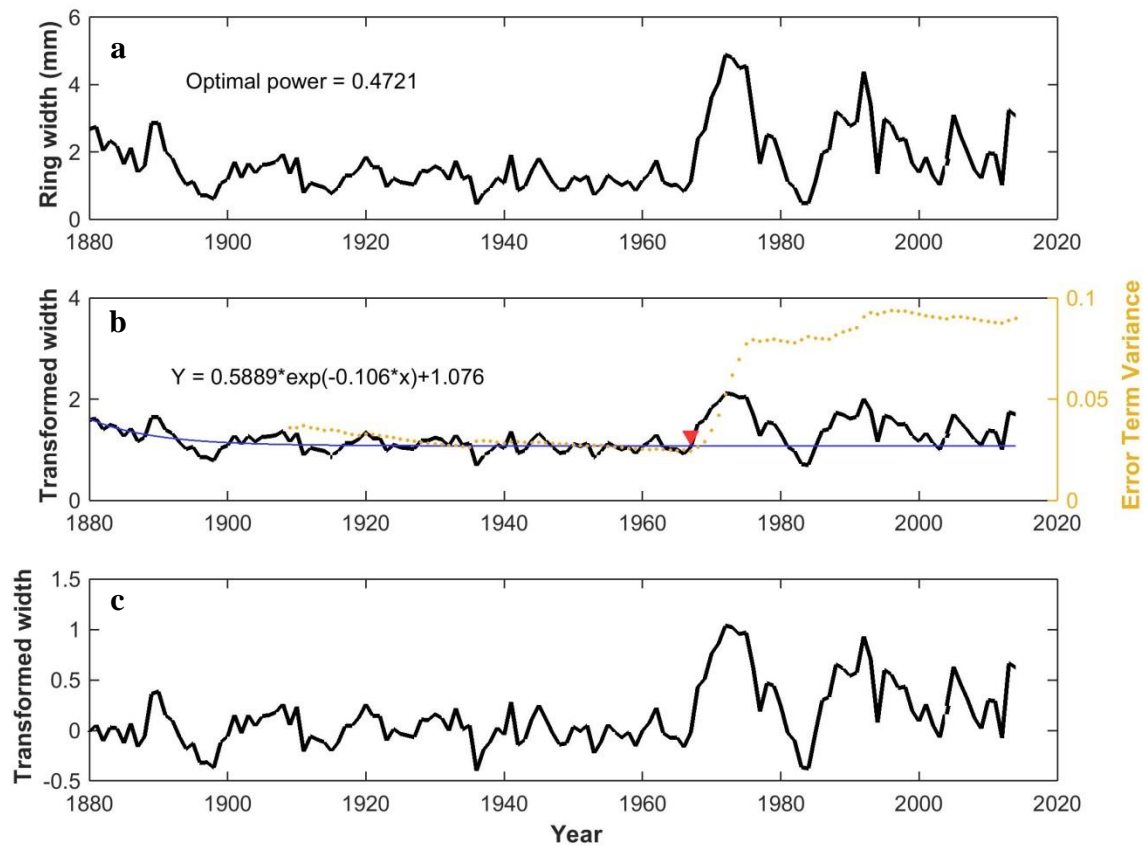 a
Optimal power = 0.4721
Ring width (mm)
6
4
2
0
1880 1900 1920 1940 1960 1980 2000 2020
b
Y = 0.5889*exp(-0.106*x)+1.076
Transformed width
4
2
0
0.1
0.05
0
Error Term Variance
1880 1900 1920 1940 1960 1980 2000 2020
c
Transformed width
1.5
1
0.5
0
-0.5
1880 1900 1920 1940 1960 1980 2000 2020
Year